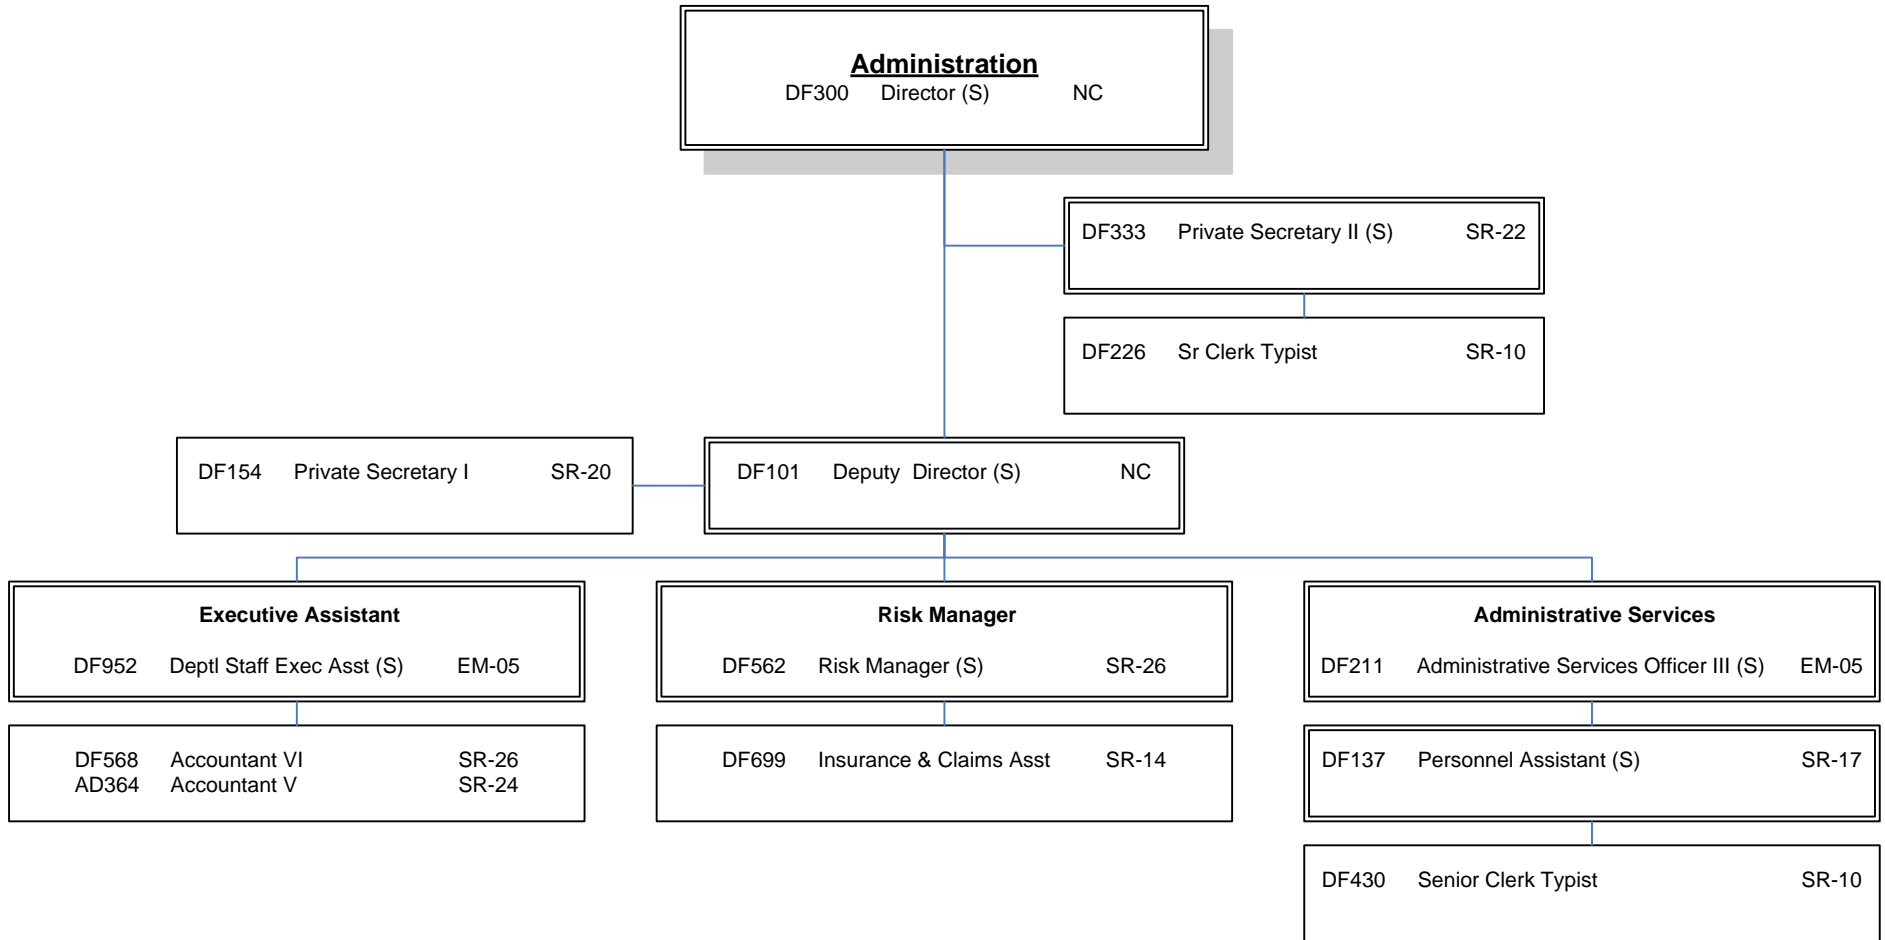 Administration
DF300 Director (S) NC
DF333 Private Secretary II (S) SR-22
DF226 Sr Clerk Typist SR-10
DF154 Private Secretary I SR-20
DF101 Deputy Director (S) NC
Executive Assistant
DF952 Deptl Staff Exec Asst (S) EM-05
Risk Manager
DF562 Risk Manager (S) SR-26
Administrative Services
DF211 Administrative Services Officer III (S) EM-05
DF568 Accountant VI SR-26
AD364 Accountant V SR-24
DF699 Insurance & Claims Asst SR-14
DF137 Personnel Assistant (S) SR-17
DF430 Senior Clerk Typist SR-10